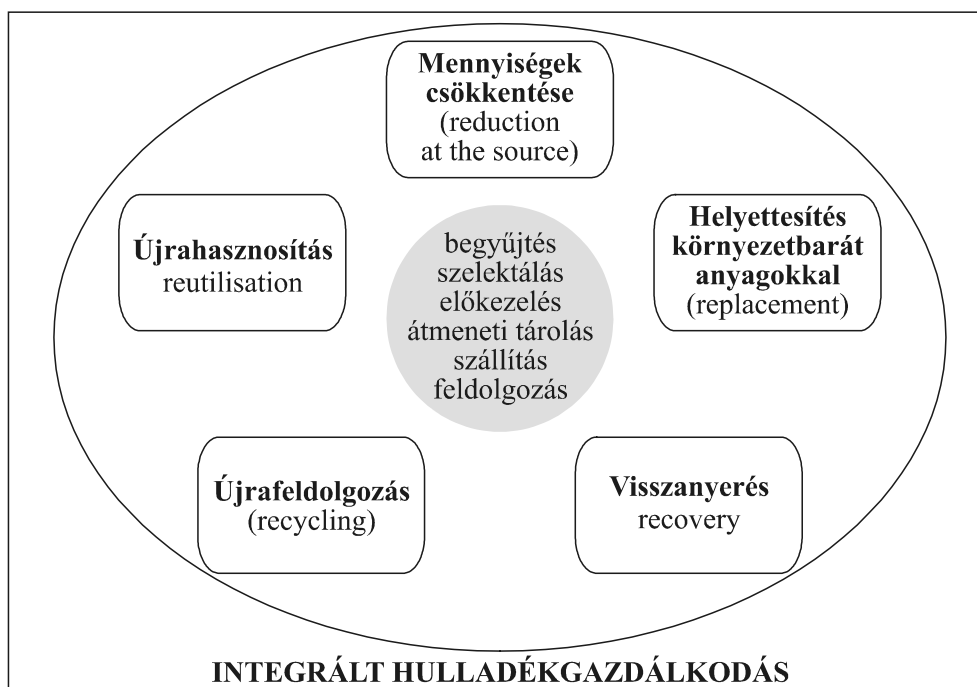 Mennyiségek
csökkentése
(reduction
at the source)
Újrahasznosítás
reutilisation
Helyettesítés
környezetbarát
anyagokkal
(replacement)
begyűjtés
szelektálás
előkezelés
átmeneti tárolás
szállítás
feldolgozás
Újrafeldolgozás
(recycling)
Visszanyerés
recovery
INTEGRÁLT HULLADÉKGAZDÁLKODÁS